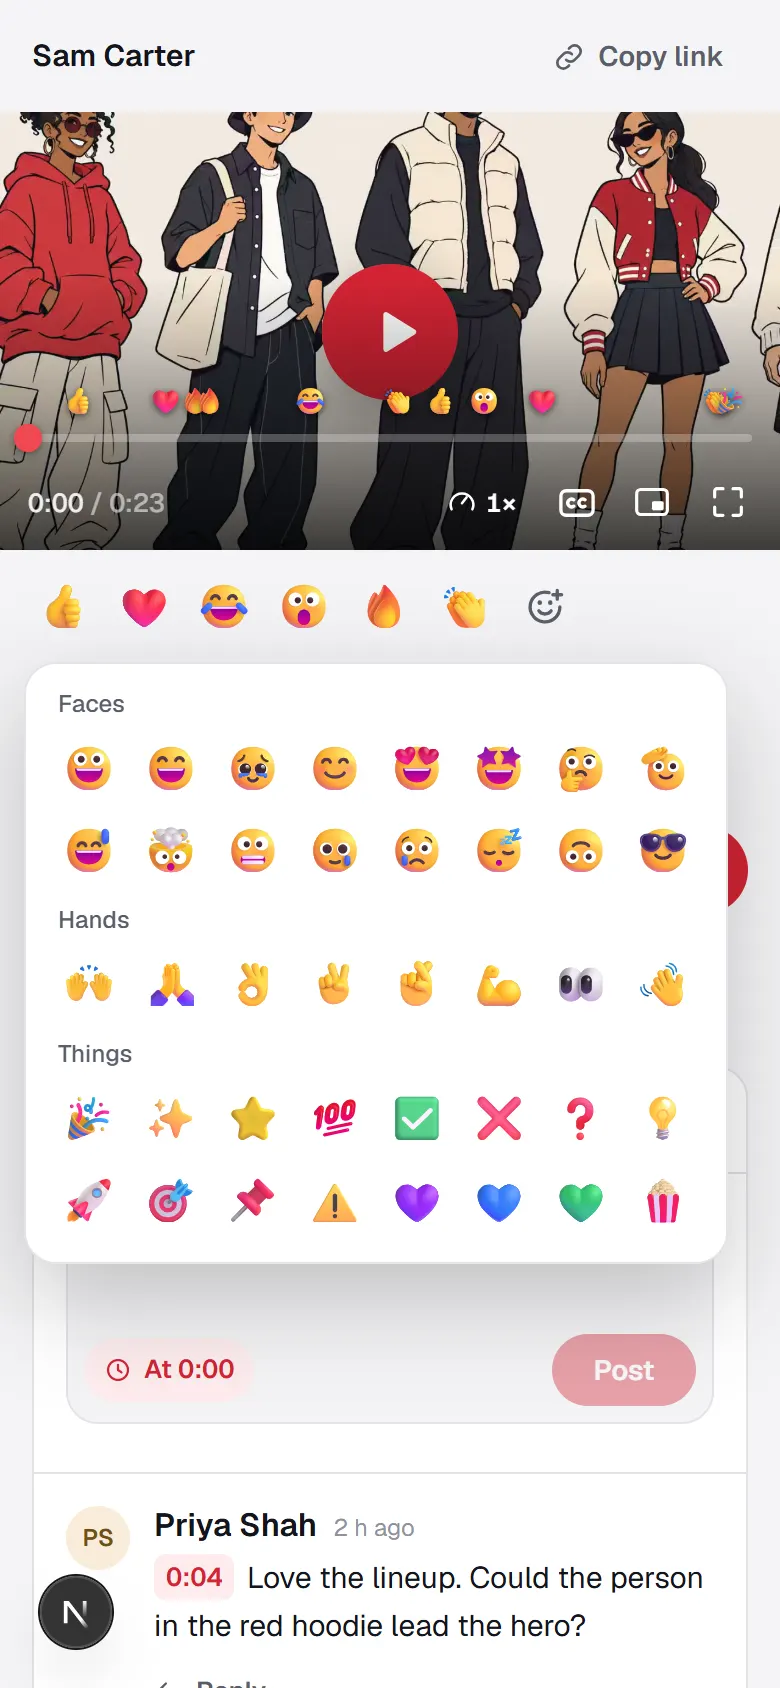 Sam Carter
Copy link
0:00 / 0:23
1×
CC
Faces
Hands
Things
At 0:00
Post
PS
Priya Shah 2 h ago
0:04 Love the lineup. Could the person
in the red hoodie lead the hero?
N
Reply